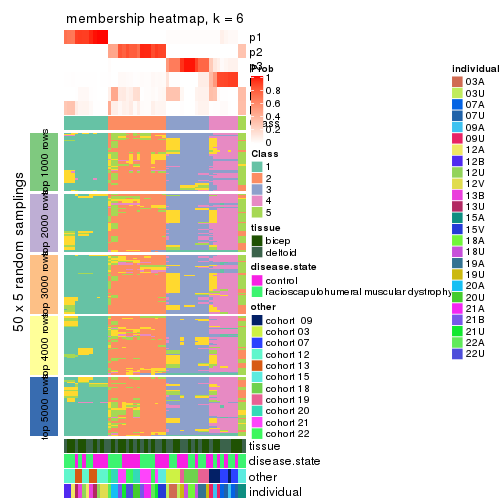 membership heatmap, k = 6
p1
p2
p3
Prob
1
0.8
0.6
0.4
0.2
0
Class
1
2
3
4
5
tissue
bicep
deltoid
disease.state
control
facioscapulohumeral muscular dystrophy
other
cohort 09
cohort 03
cohort 07
cohort 12
cohort 13
cohort 15
cohort 18
cohort 19
cohort 20
cohort 21
cohort 22
individual
03A
03U
07A
07U
09A
09U
12A
12B
12U
12V
13B
13U
15A
15V
18A
18U
19A
19U
20A
20U
21A
21B
21U
22A
22U
50 x 5 random samplings
top 1000 rows
top 2000 rows
top 3000 rows
top 4000 rows
top 5000 rows
tissue
disease.state
other
individual